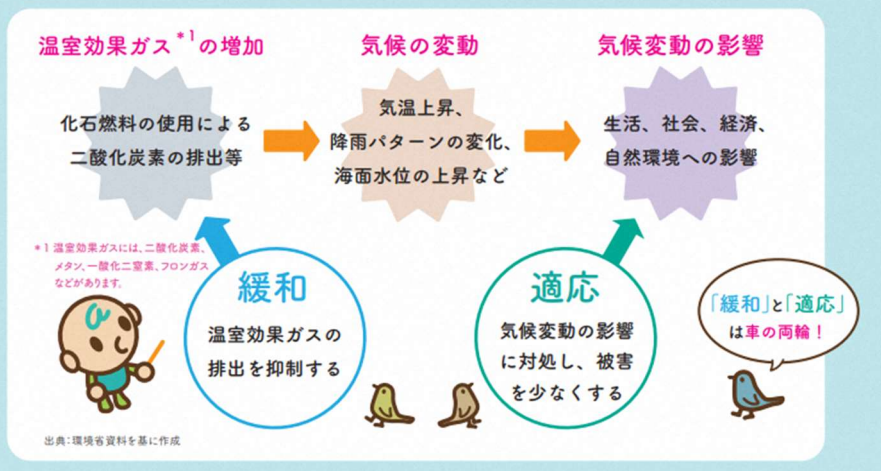 温室効果ガス*1の増加
気候の変動
気候変動の影響
化石燃料の使用による
二酸化炭素の排出等
気温上昇、
降雨パターンの変化、
海面水位の上昇など
生活、社会、経済、
自然環境への影響
*1 温室効果ガスには、二酸化炭素、
メタン、一酸化二窒素、フロンガス
などがあります。
緩和
温室効果ガスの
排出を抑制する
適応
気候変動の影響
に対処し、被害
を少なくする
「緩和」と「適応」
は車の両輪！
出典：環境省資料を基に作成